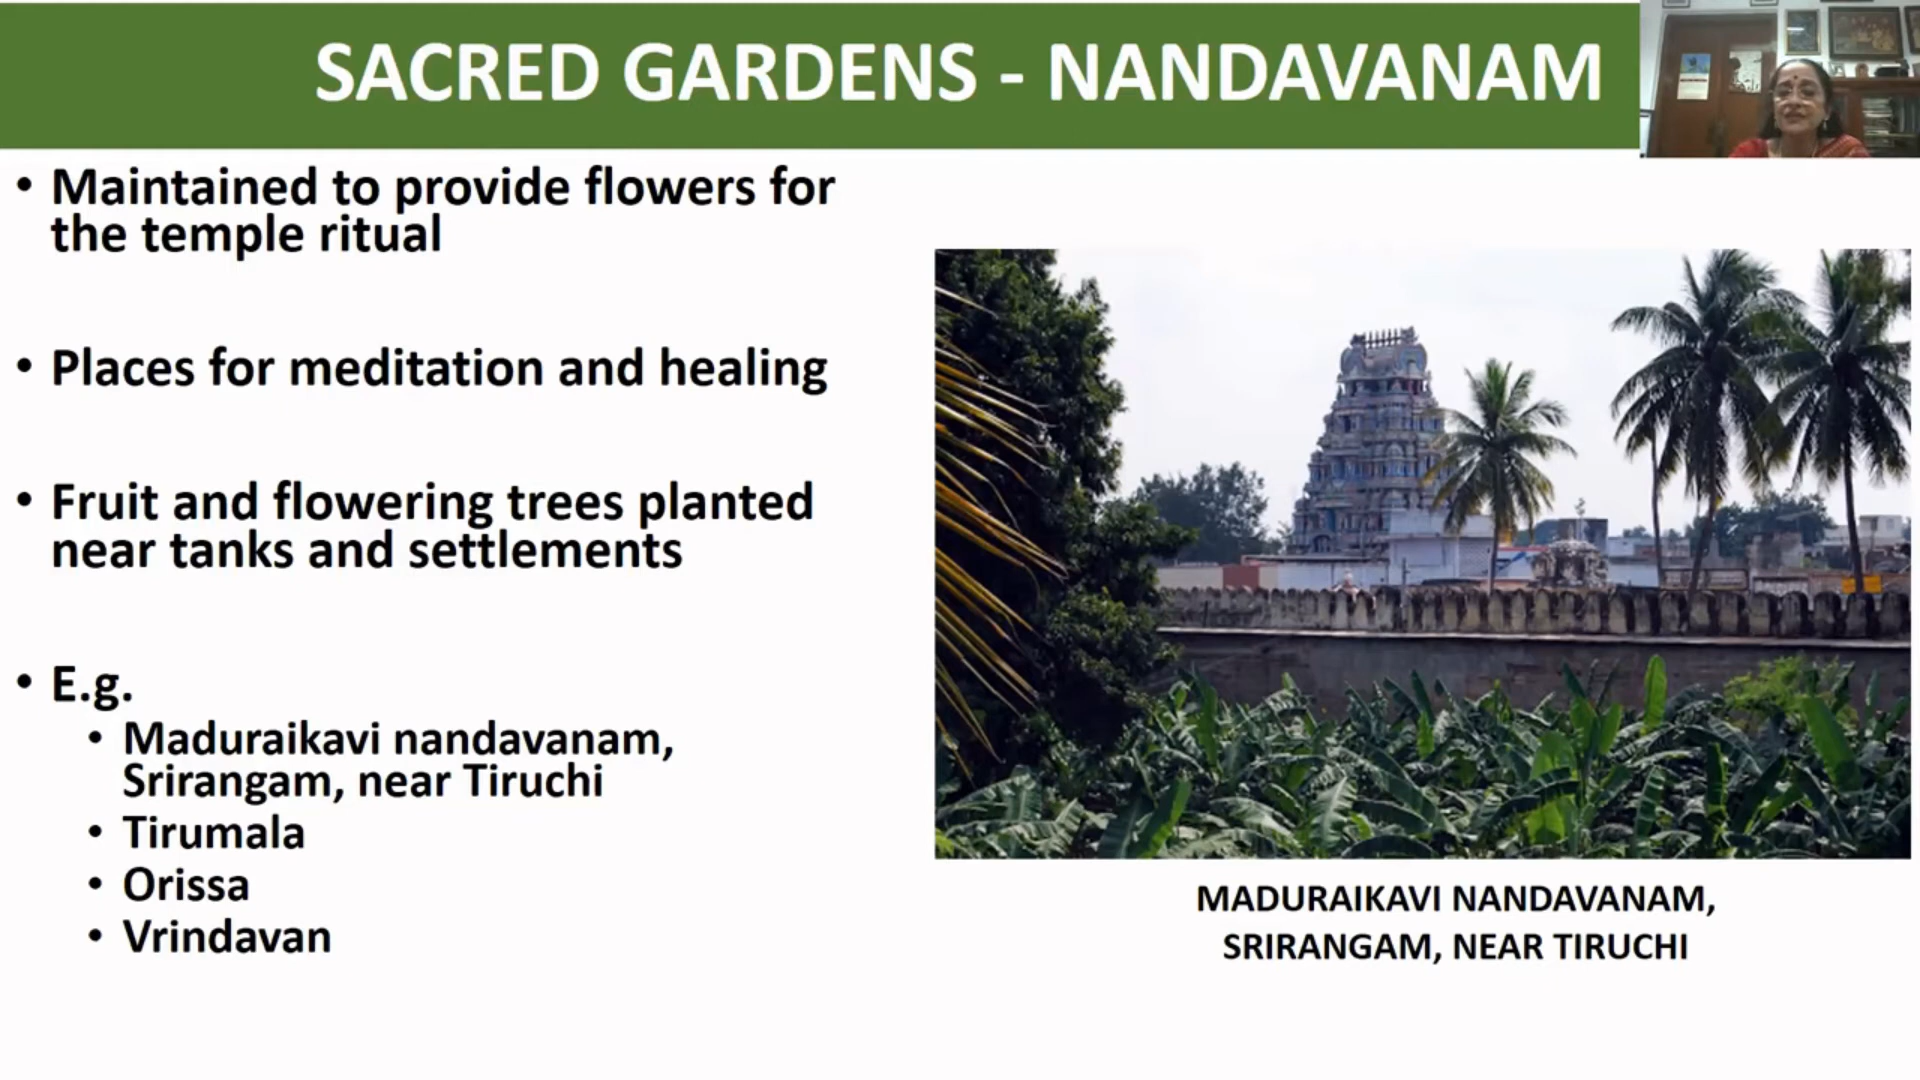 SACRED GARDENS - NANDAVANAM
• Maintained to provide flowers for
the temple ritual
• Places for meditation and healing
• Fruit and flowering trees planted
near tanks and settlements
• E.g.
• Maduraikavi nandavanam,
Srirangam, near Tiruchi
• Tirumala
• Orissa
• Vrindavan
MADURAIKAVI NANDAVANAM,
SRIRANGAM, NEAR TIRUCHI